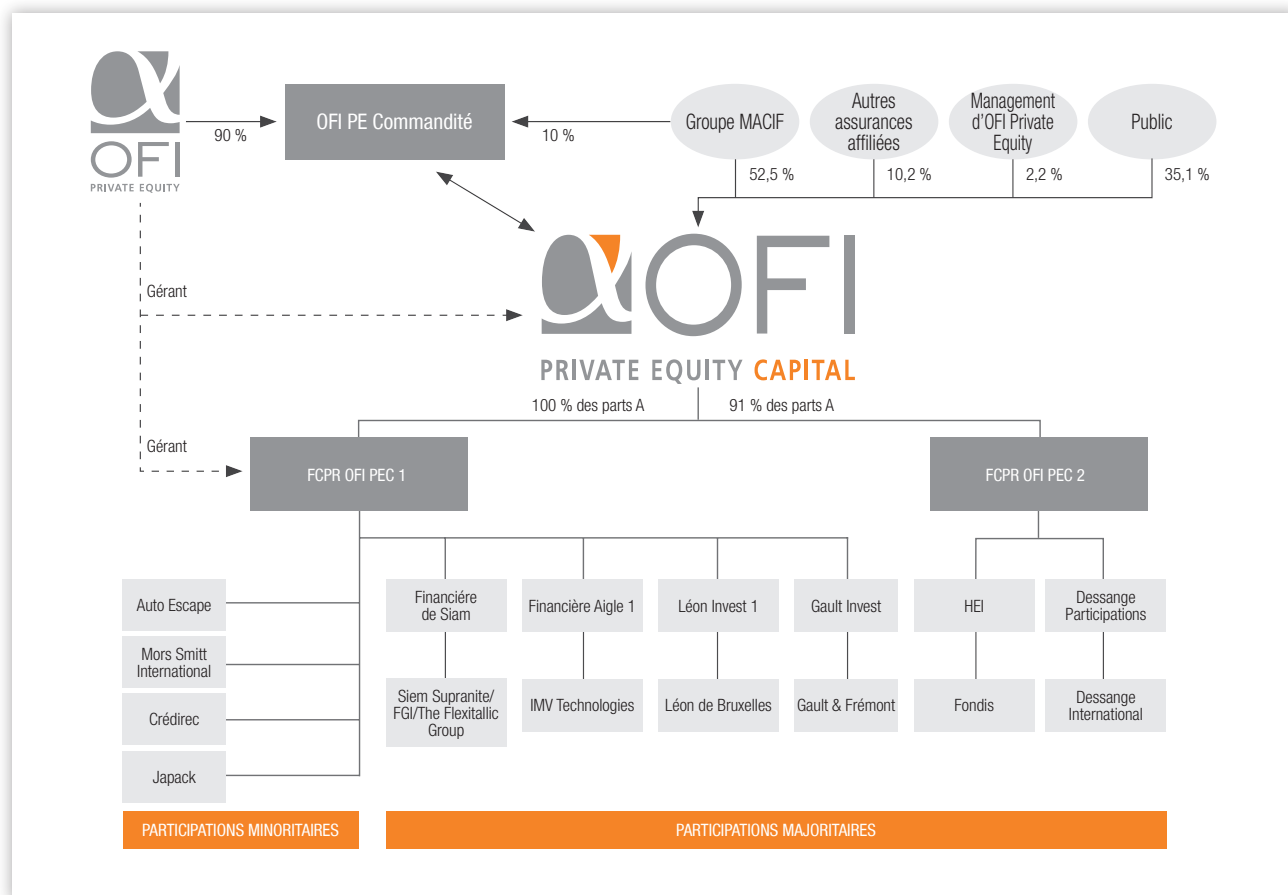 OFI
PRIVATE EQUITY
90 %
OFI PE Commandité
10 %
Groupe MACIF
Autres
assurances
affiliées
Management
d'OFI Private
Equity
Public
52,5 %
10,2 %
2,2 %
35,1 %
OFI
PRIVATE EQUITY CAPITAL
Gérant
100 % des parts A
91 % des parts A
Gérant
FCPR OFI PEC 1
FCPR OFI PEC 2
Auto Escape
Mors Smitt
International
Crédirec
Japack
Financiére
de Siam
Financière Aigle 1
Léon Invest 1
Gault Invest
HEI
Dessange
Participations
Siem Supranite/
FGI/The Flexitallic
Group
IMV Technologies
Léon de Bruxelles
Gault & Frémont
Fondis
Dessange
International
PARTICIPATIONS MINORITAIRES
PARTICIPATIONS MAJORITAIRES